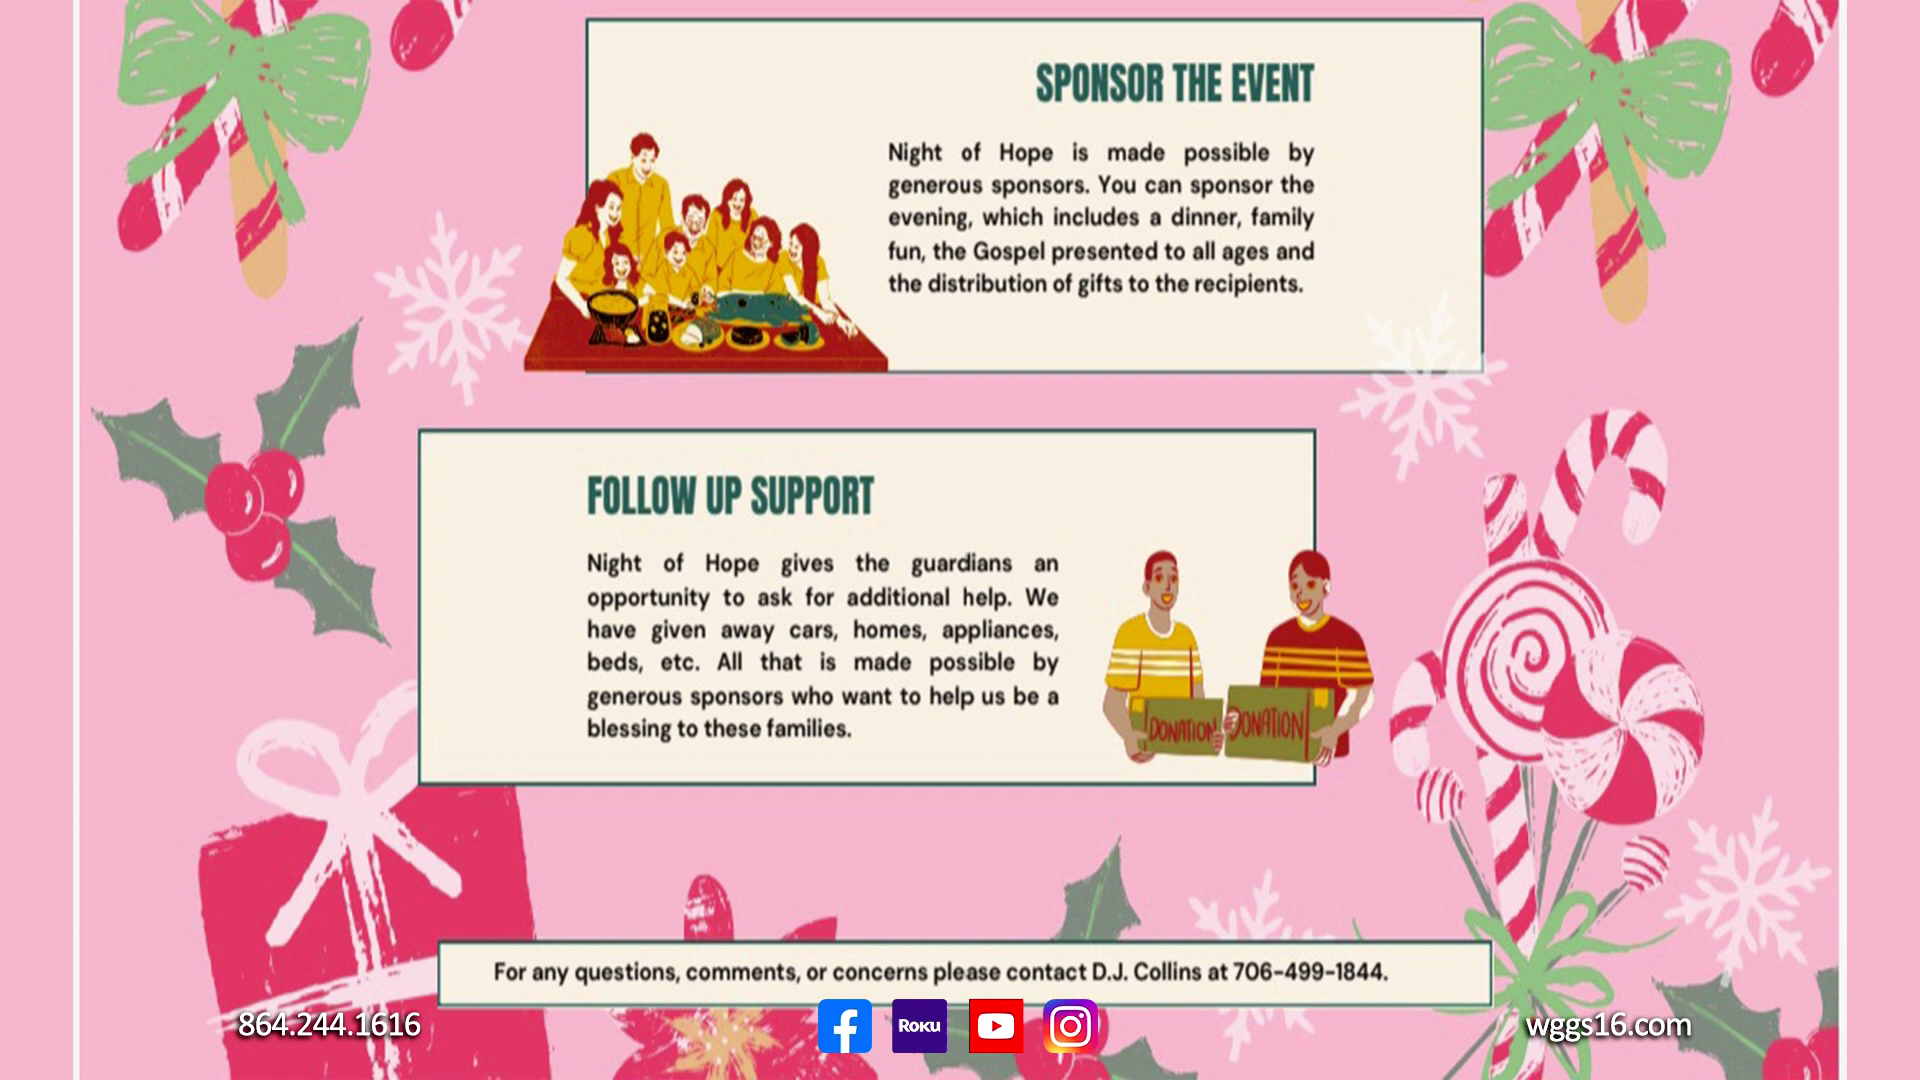 SPONSOR THE EVENT
Night of Hope is made possible by
generous sponsors. You can sponsor the
evening, which includes a dinner, family
fun, the Gospel presented to all ages and
the distribution of gifts to the recipients.
FOLLOW UP SUPPORT
Night of Hope gives the guardians an
opportunity to ask for additional help. We
have given away cars, homes, appliances,
beds, etc. All that is made possible by
generous sponsors who want to help us be a
blessing to these families.
DONATION
DONATION
For any questions, comments, or concerns please contact D.J. Collins at 706-499-1844.
864.244.1616
ROKU
wggs16.com